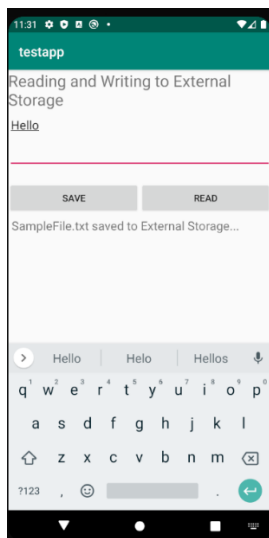 11:31
testapp
Reading and Writing to External
Storage
Hello
SAVE READ
SampleFile.txt saved to External Storage...
Hello Helo Hellos
q 1 w 2 e 3 r 4 t 5 y 6 u 7 i 8 o 9 p 0
a s d f g h j k l
z x c v b n m
?123 , .